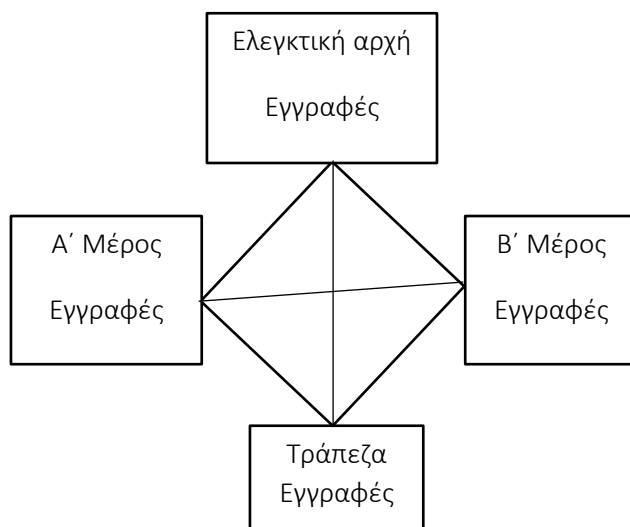 Ελεγκτική αρχή
Εγγραφές
Α΄ Μέρος
Εγγραφές
Β΄ Μέρος
Εγγραφές
Τράπεζα
Εγγραφές